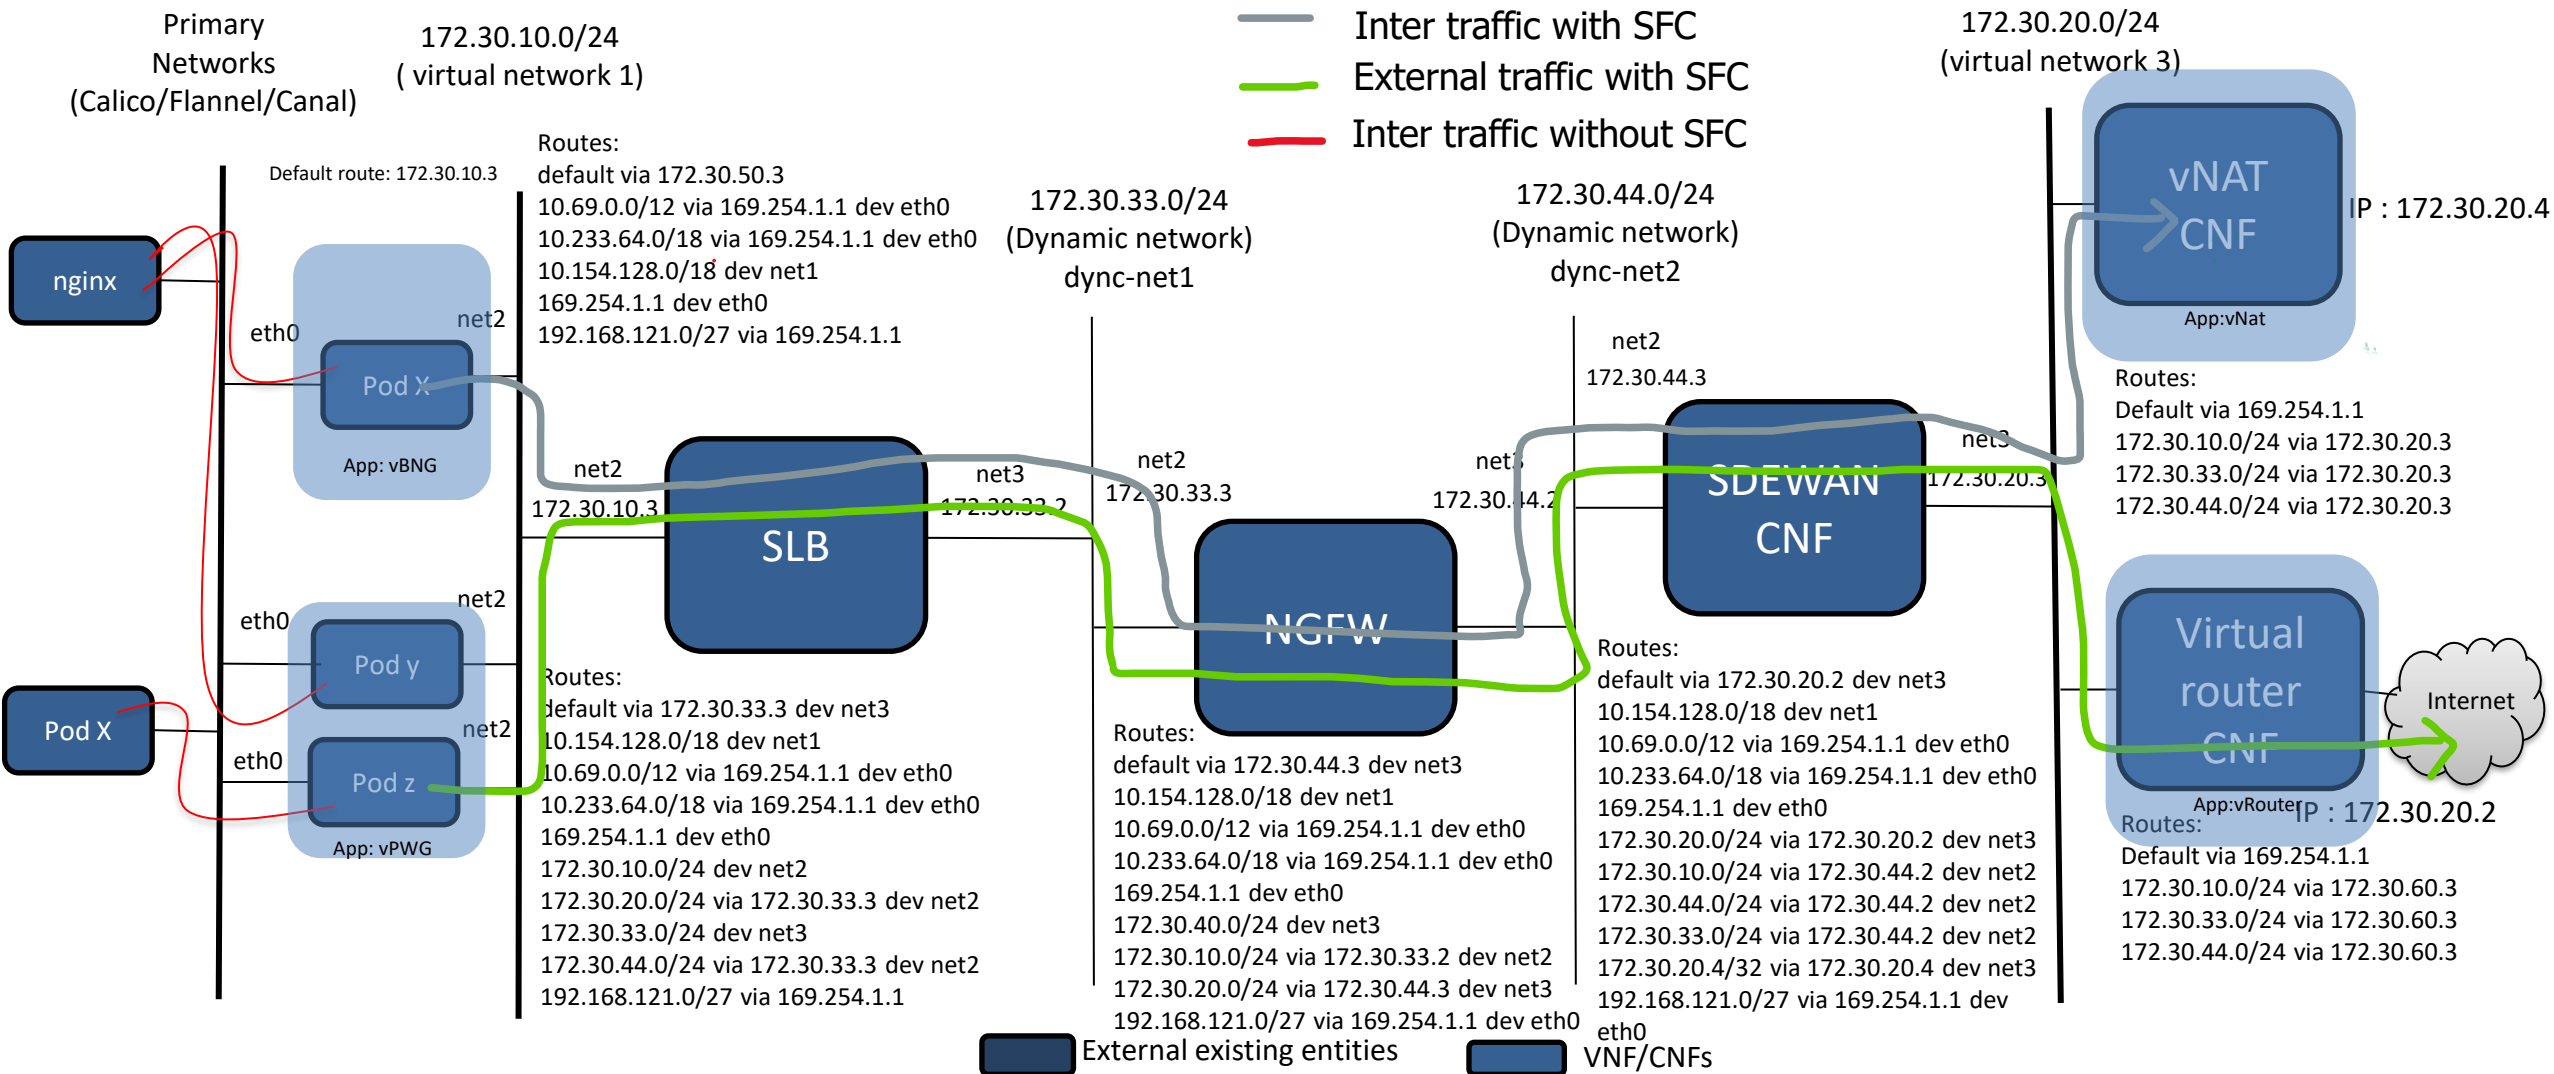 Primary
Networks
(Calico/Flannel/Canal)
172.30.10.0/24
( virtual network 1)
Inter traffic with SFC
External traffic with SFC
Inter traffic without SFC
172.30.20.0/24
(virtual network 3)
Default route: 172.30.10.3
Routes:
default via 172.30.50.3
10.69.0.0/12 via 169.254.1.1 dev eth0
10.233.64.0/18 via 169.254.1.1 dev eth0
10.154.128.0/18 dev net1
169.254.1.1 dev eth0
192.168.121.0/27 via 169.254.1.1
172.30.33.0/24
(Dynamic network)
dync-net1
172.30.44.0/24
(Dynamic network)
dync-net2
vNAT
CNF
App:vNat
IP : 172.30.20.4
nginx
eth0
net2
Pod X
App: vBNG
net2
172.30.10.3
SLB
net3
172.30.33.2
net2
172.30.33.3
NGFW
net3
172.30.44.2
net2
172.30.44.3
SDEWAN
CNF
net3
172.30.20.3
Routes:
Default via 169.254.1.1
172.30.10.0/24 via 172.30.20.3
172.30.33.0/24 via 172.30.20.3
172.30.44.0/24 via 172.30.20.3
Pod X
eth0
net2
Pod y
eth0
net2
Pod z
App: vPWG
Routes:
default via 172.30.33.3 dev net3
10.154.128.0/18 dev net1
10.69.0.0/12 via 169.254.1.1 dev eth0
10.233.64.0/18 via 169.254.1.1 dev eth0
169.254.1.1 dev eth0
172.30.10.0/24 dev net2
172.30.20.0/24 via 172.30.33.3 dev net2
172.30.33.0/24 dev net3
172.30.44.0/24 via 172.30.33.3 dev net2
192.168.121.0/27 via 169.254.1.1
Routes:
default via 172.30.44.3 dev net3
10.154.128.0/18 dev net1
10.69.0.0/12 via 169.254.1.1 dev eth0
10.233.64.0/18 via 169.254.1.1 dev eth0
169.254.1.1 dev eth0
172.30.40.0/24 dev net3
172.30.10.0/24 via 172.30.33.2 dev net2
172.30.20.0/24 via 172.30.44.3 dev net3
192.168.121.0/27 via 169.254.1.1 dev eth0
Routes:
default via 172.30.20.2 dev net3
10.154.128.0/18 dev net1
10.69.0.0/12 via 169.254.1.1 dev eth0
10.233.64.0/18 via 169.254.1.1 dev eth0
169.254.1.1 dev eth0
172.30.20.0/24 via 172.30.20.2 dev net3
172.30.10.0/24 via 172.30.44.2 dev net2
172.30.44.0/24 via 172.30.44.2 dev net2
172.30.33.0/24 via 172.30.44.2 dev net2
172.30.20.4/32 via 172.30.20.4 dev net3
192.168.121.0/27 via 169.254.1.1 dev
eth0
Virtual
router
CNF
App:vRouter
Internet
IP : 172.30.20.2
Routes:
Default via 169.254.1.1
172.30.10.0/24 via 172.30.60.3
172.30.33.0/24 via 172.30.60.3
172.30.44.0/24 via 172.30.60.3
External existing entities
VNF/CNFs